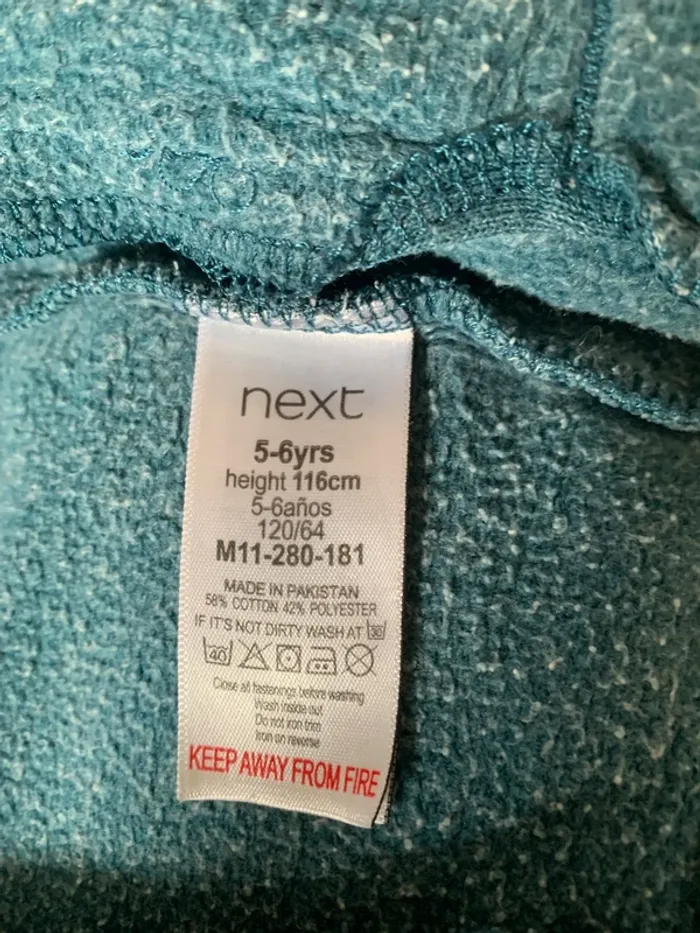 next
5-6yrs
height 116cm
5-6años
120/64
M11-280-181
MADE IN PAKISTAN
58% COTTON 42% POLYESTER
IF IT'S NOT DIRTY WASH AT 30
40
Close all fastenings before washing
Wash inside out
Do not iron trim
Iron on reverse
KEEP AWAY FROM FIRE